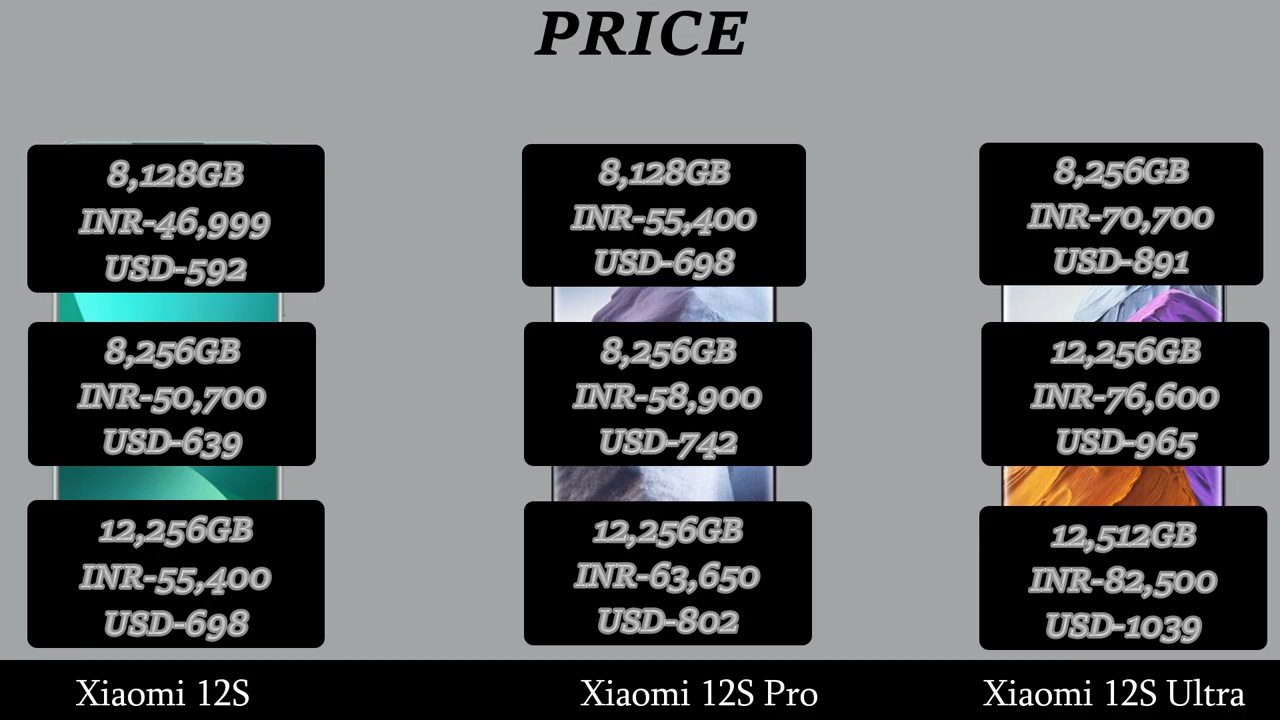 PRICE
8,128GB
INR-46,999
USD-592
8,256GB
INR-50,700
USD-639
12,256GB
INR-55,400
USD-698
Xiaomi 12S
8,128GB
INR-55,400
USD-698
8,256GB
INR-58,900
USD-742
12,256GB
INR-63,650
USD-802
Xiaomi 12S Pro
8,256GB
INR-70,700
USD-891
12,256GB
INR-76,600
USD-965
12,512GB
INR-82,500
USD-1039
Xiaomi 12S Ultra